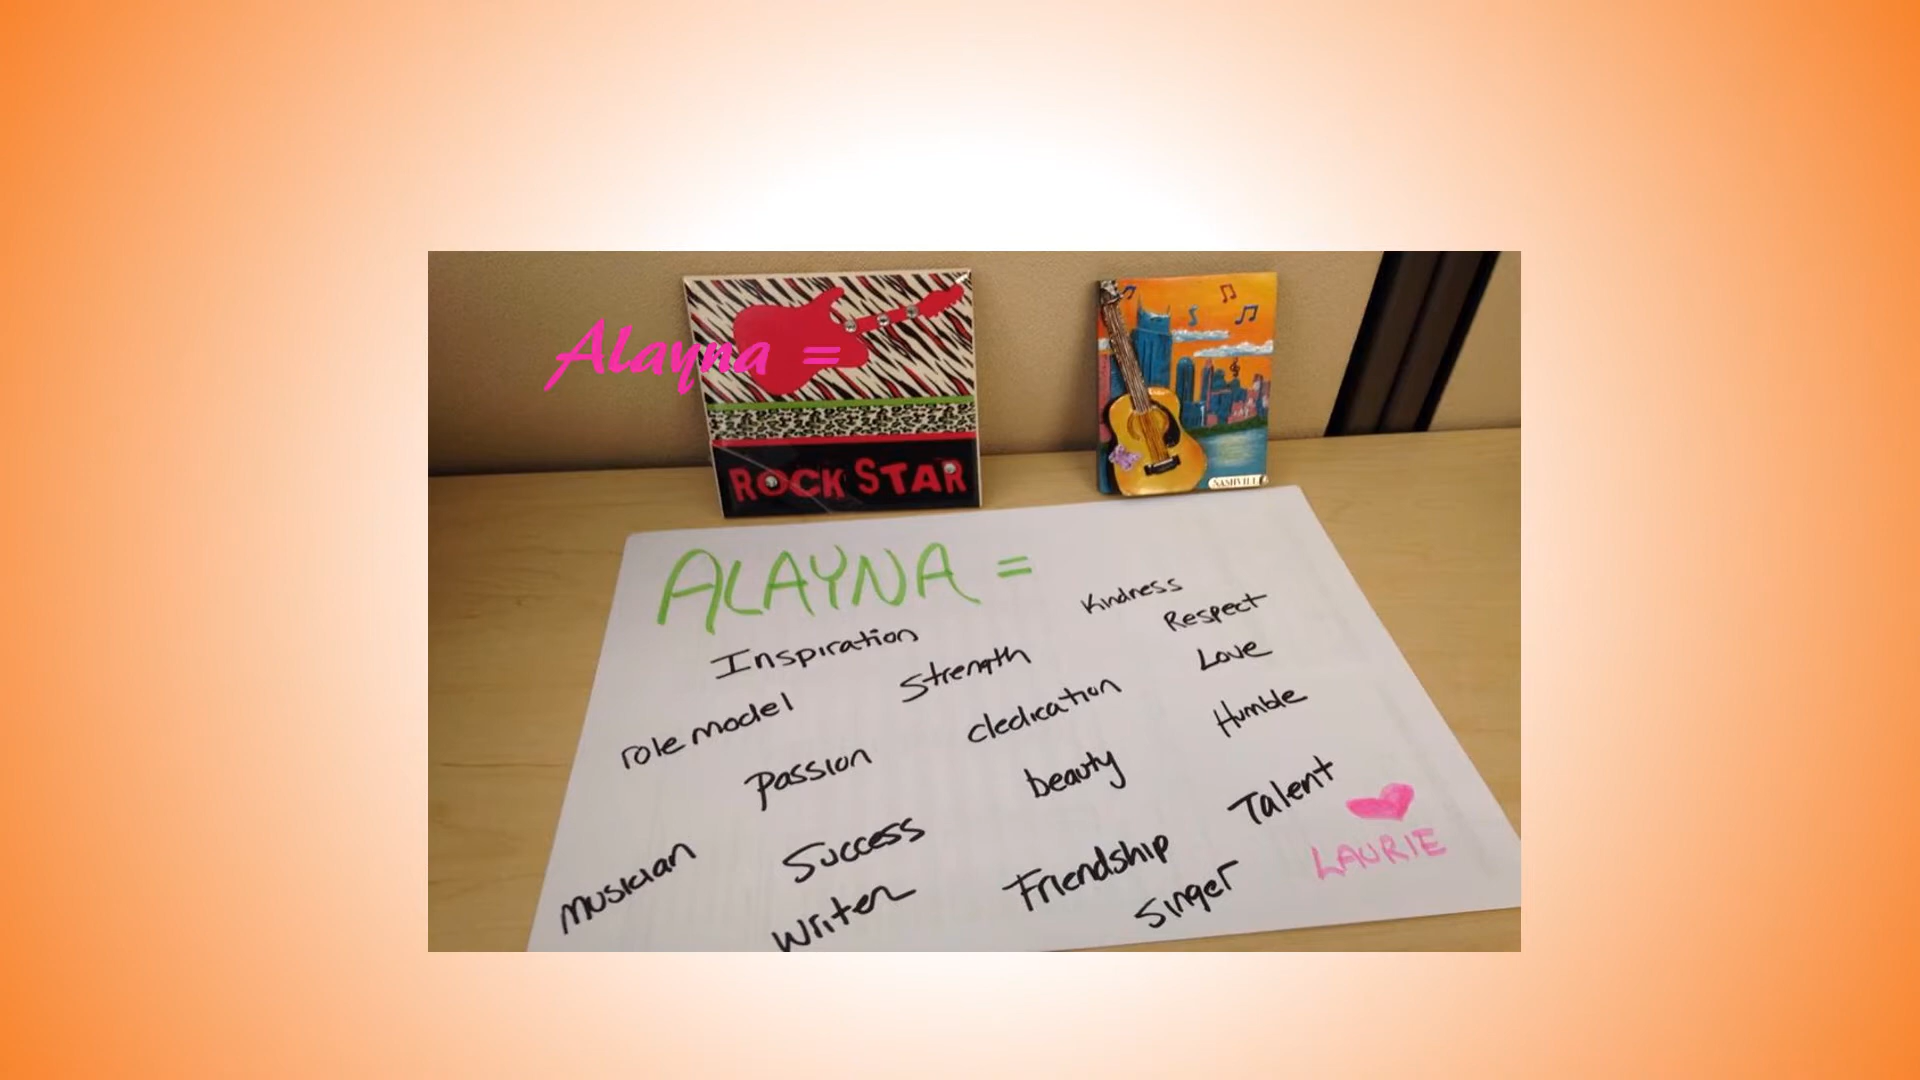 Alayna =
ROCK STAR
NASHVILLE
ALAYNA =
Kindness
Inspiration
Respect
Strength
Love
role model
dedication
Humble
Passion
beauty
Talent
musician
Success
Friendship
LAURIE
Writer
Singer